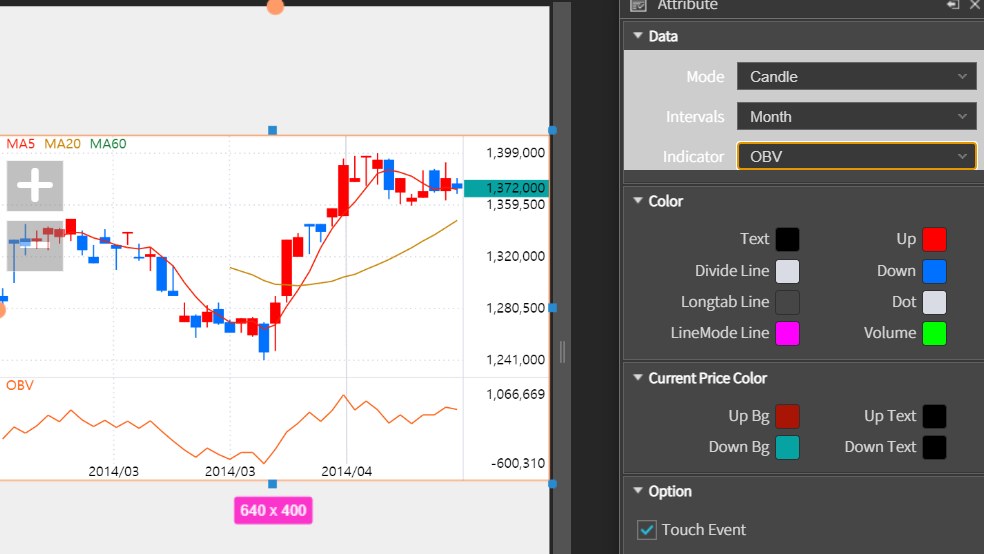 Attribute
Data
Mode Candle
Intervals Month
Indicator OBV
Color
Text Up
Divide Line Down
Longtab Line Dot
LineMode Line Volume
Current Price Color
Up Bg Up Text
Down Bg Down Text
Option
Touch Event
MA5 MA20 MA60
1,399,000
1,372,000
1,359,500
1,320,000
1,280,500
1,241,000
OBV
1,066,669
-600,310
2014/03 2014/03 2014/04
640 x 400